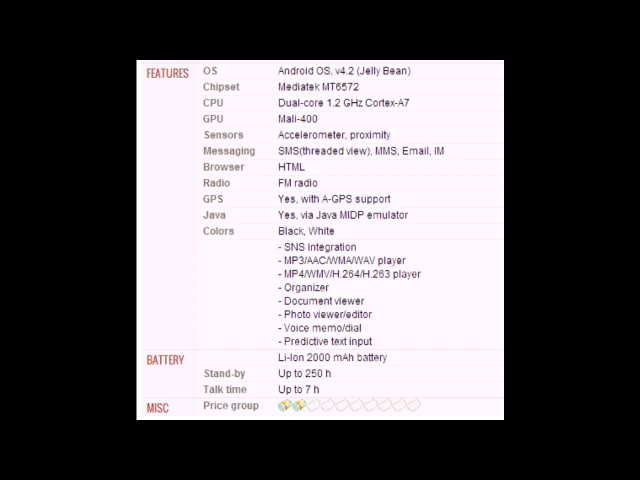 FEATURES OS Android OS, v4.2 (Jelly Bean)
Chipset Mediatek MT6572
CPU Dual-core 1.2 GHz Cortex-A7
GPU Mali-400
Sensors Accelerometer, proximity
Messaging SMS(threaded view), MMS, Email, IM
Browser HTML
Radio FM radio
GPS Yes, with A-GPS support
Java Yes, via Java MIDP emulator
Colors Black, White
- SNS integration
- MP3/AAC/WMA/WAV player
- MP4/WMV/H.264/H.263 player
- Organizer
- Document viewer
- Photo viewer/editor
- Voice memo/dial
- Predictive text input
BATTERY Li-Ion 2000 mAh battery
Stand-by Up to 250 h
Talk time Up to 7 h
MISC Price group